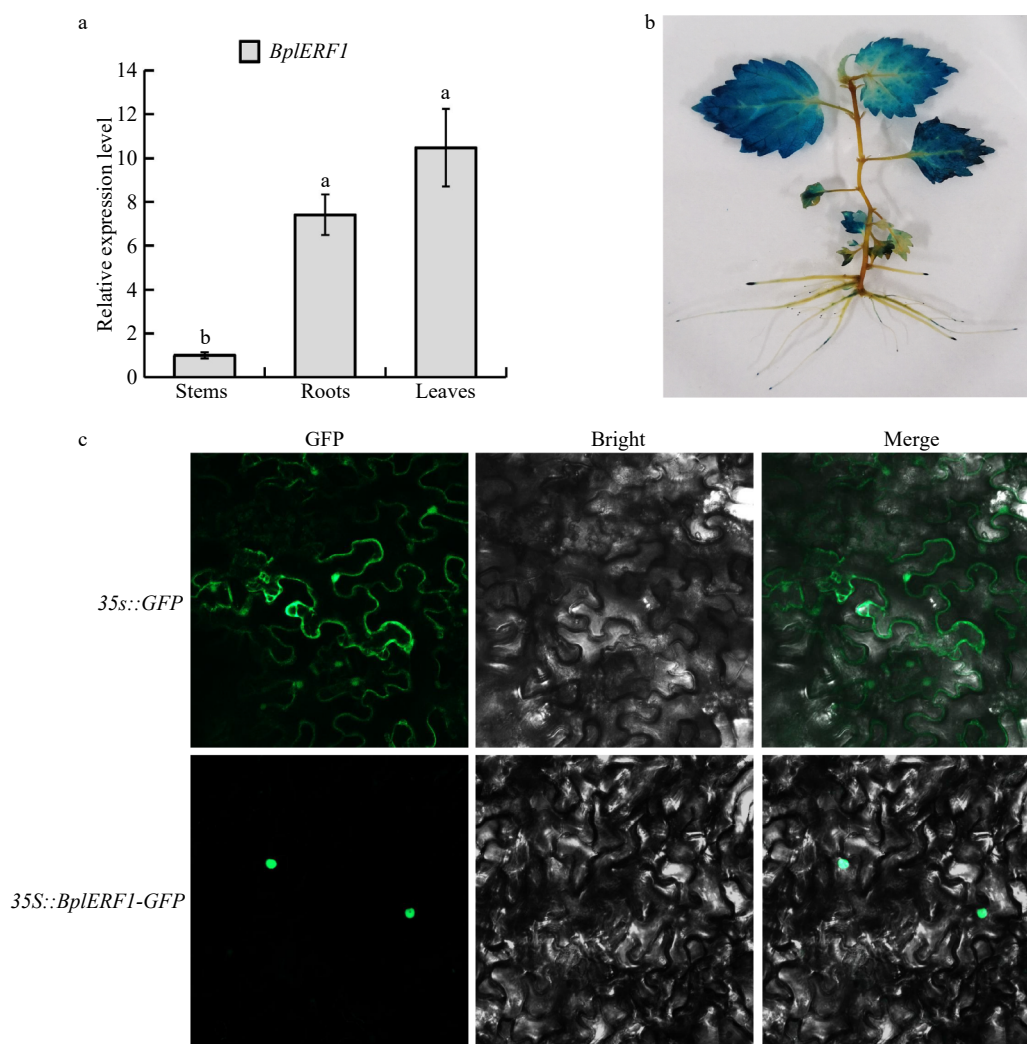 a
BplERF1
14
12
10
8
6
4
2
0
Relative expression level
b
a
a
Stems
Roots
Leaves
b
c
GFP
Bright
Merge
35s::GFP
35S::BplERF1-GFP